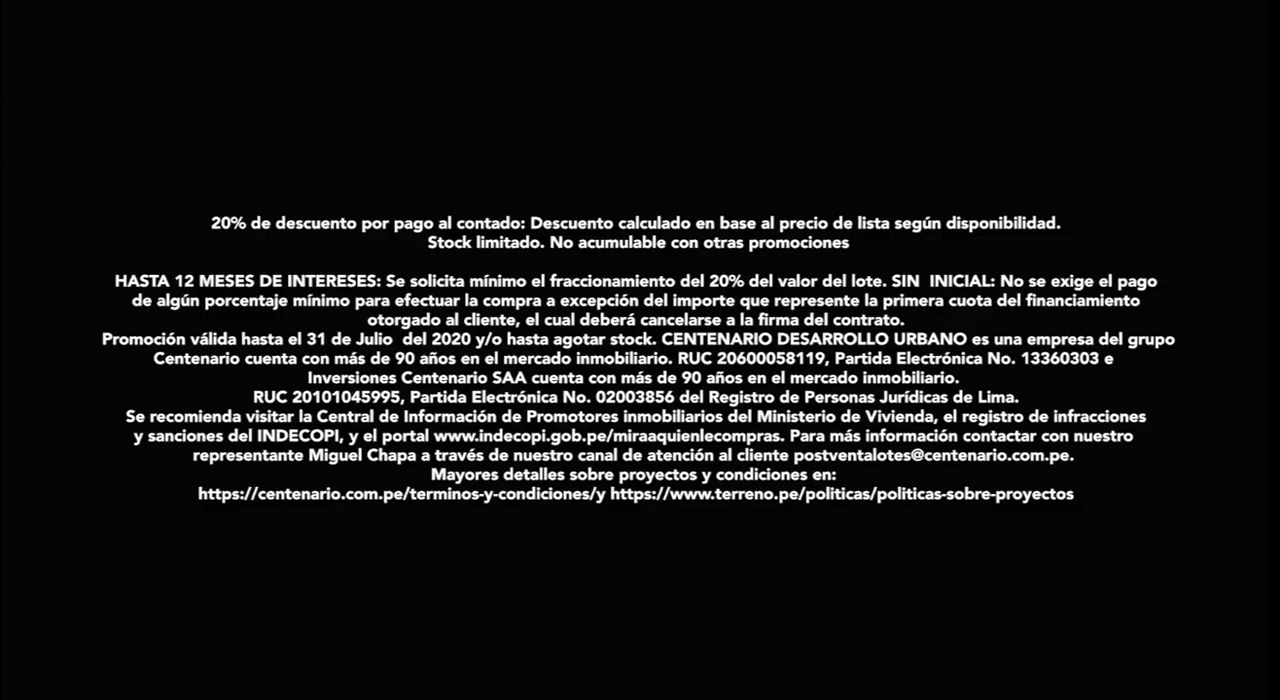 20% de descuento por pago al contado: Descuento calculado en base al precio de lista según disponibilidad.
Stock limitado. No acumulable con otras promociones
HASTA 12 MESES DE INTERESES: Se solicita mínimo el fraccionamiento del 20% del valor del lote. SIN  INICIAL: No se exige el pago
de algún porcentaje mínimo para efectuar la compra a excepción del importe que represente la primera cuota del financiamiento
otorgado al cliente, el cual deberá cancelarse a la firma del contrato.
Promoción válida hasta el 31 de Julio  del 2020 y/o hasta agotar stock. CENTENARIO DESARROLLO URBANO es una empresa del grupo
Centenario cuenta con más de 90 años en el mercado inmobiliario. RUC 20600058119, Partida Electrónica No. 13360303 e
Inversiones Centenario SAA cuenta con más de 90 años en el mercado inmobiliario.
RUC 20101045995, Partida Electrónica No. 02003856 del Registro de Personas Jurídicas de Lima.
Se recomienda visitar la Central de Información de Promotores inmobiliarios del Ministerio de Vivienda, el registro de infracciones
y sanciones del INDECOPI, y el portal www.indecopi.gob.pe/miraaquienlecompras. Para más información contactar con nuestro
representante Miguel Chapa a través de nuestro canal de atención al cliente postventalotes@centenario.com.pe.
Mayores detalles sobre proyectos y condiciones en:
https://centenario.com.pe/terminos-y-condiciones/y https://www.terreno.pe/politicas/politicas-sobre-proyectos